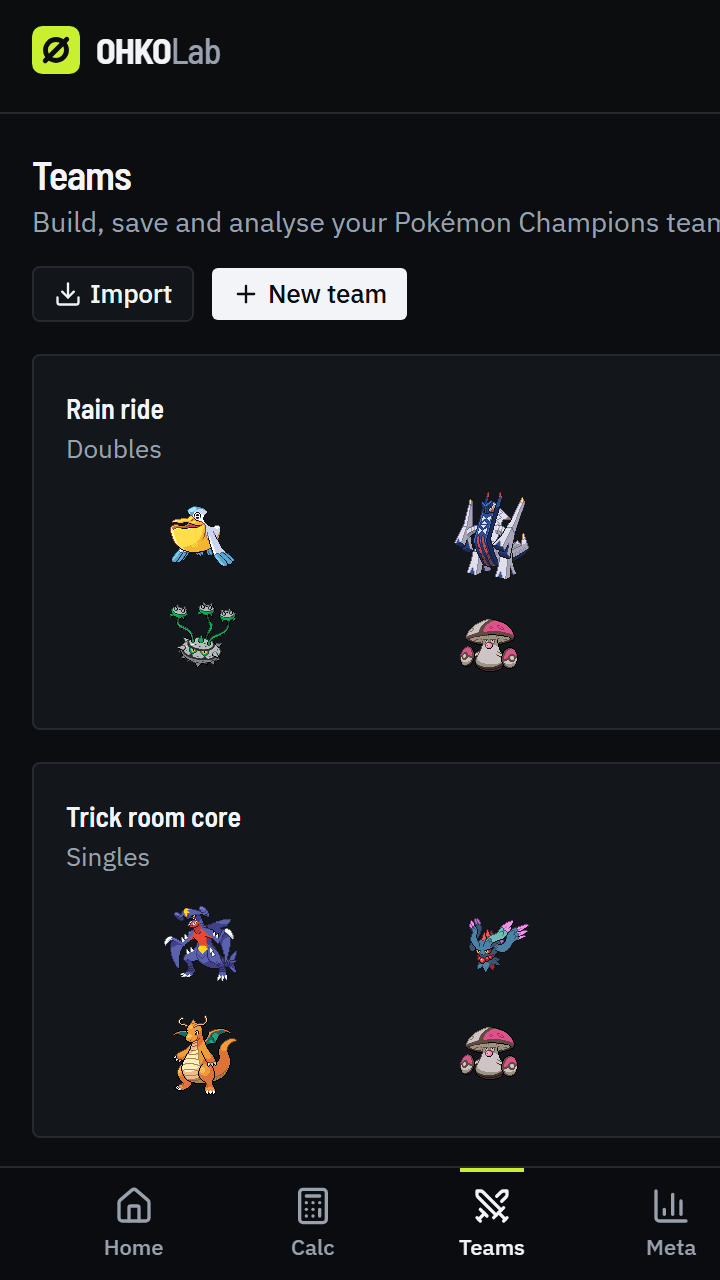 OHKOLab
Teams
Build, save and analyse your Pokémon Champions team
Import
New team
Rain ride
Doubles
Trick room core
Singles
Home
Calc
Teams
Meta